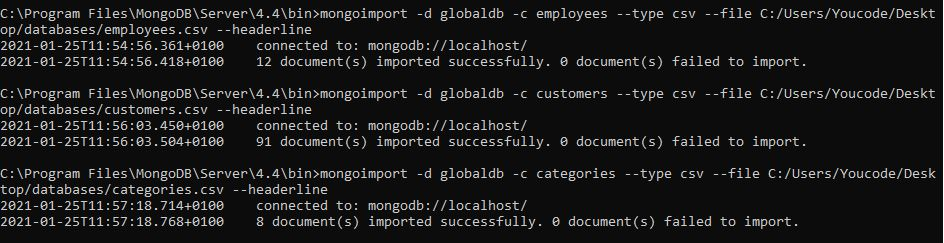 C:\Program Files\MongoDB\Server\4.4\bin>mongoimport -d globaldb -c employees --type csv --file C:/Users/Youcode/Deskt
op/databases/employees.csv --headerline
2021-01-25T11:54:56.361+0100    connected to: mongodb://localhost/
2021-01-25T11:54:56.418+0100    12 document(s) imported successfully. 0 document(s) failed to import.
C:\Program Files\MongoDB\Server\4.4\bin>mongoimport -d globaldb -c customers --type csv --file C:/Users/Youcode/Deskt
op/databases/customers.csv --headerline
2021-01-25T11:56:03.450+0100    connected to: mongodb://localhost/
2021-01-25T11:56:03.504+0100    91 document(s) imported successfully. 0 document(s) failed to import.
C:\Program Files\MongoDB\Server\4.4\bin>mongoimport -d globaldb -c categories --type csv --file C:/Users/Youcode/Desk
top/databases/categories.csv --headerline
2021-01-25T11:57:18.714+0100    connected to: mongodb://localhost/
2021-01-25T11:57:18.768+0100    8 document(s) imported successfully. 0 document(s) failed to import.